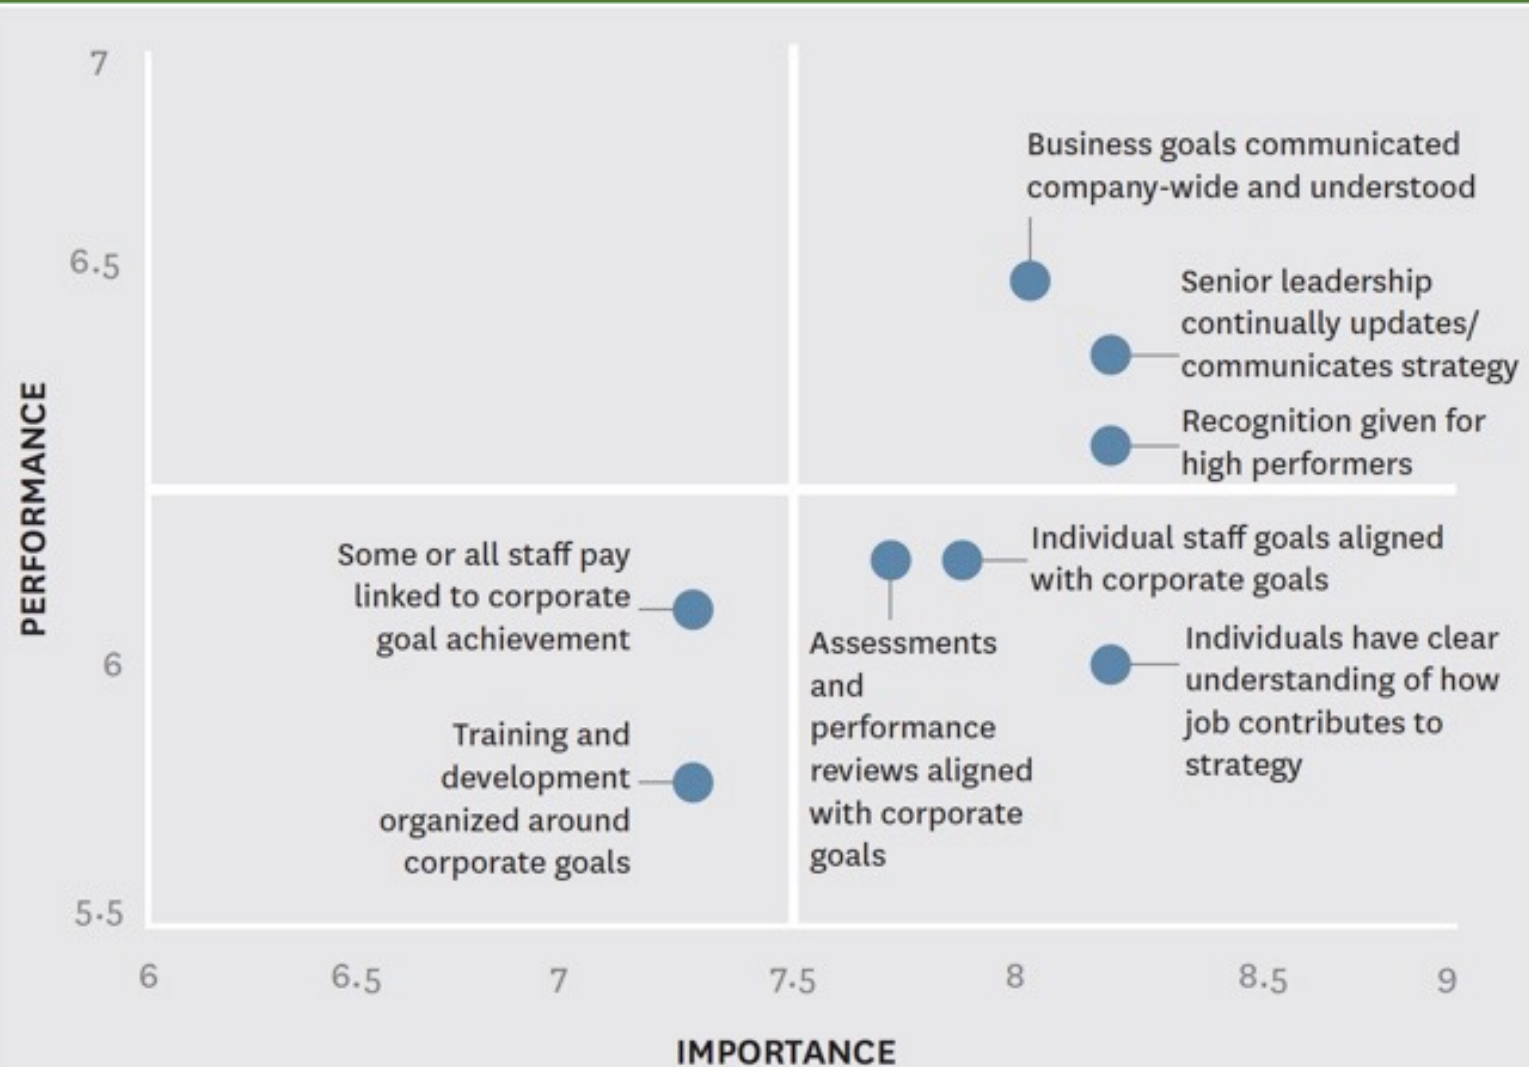 7
Business goals communicated
company-wide and understood
6.5
Senior leadership
continually updates/
communicates strategy
Recognition given for
high performers
PERFORMANCE
Some or all staff pay
linked to corporate
goal achievement
Individual staff goals aligned
with corporate goals
6
Assessments
and
performance
reviews aligned
with corporate
goals
Individuals have clear
understanding of how
job contributes to
strategy
Training and
development
organized around
corporate goals
5.5
6 6.5 7 7.5 8 8.5 9
IMPORTANCE